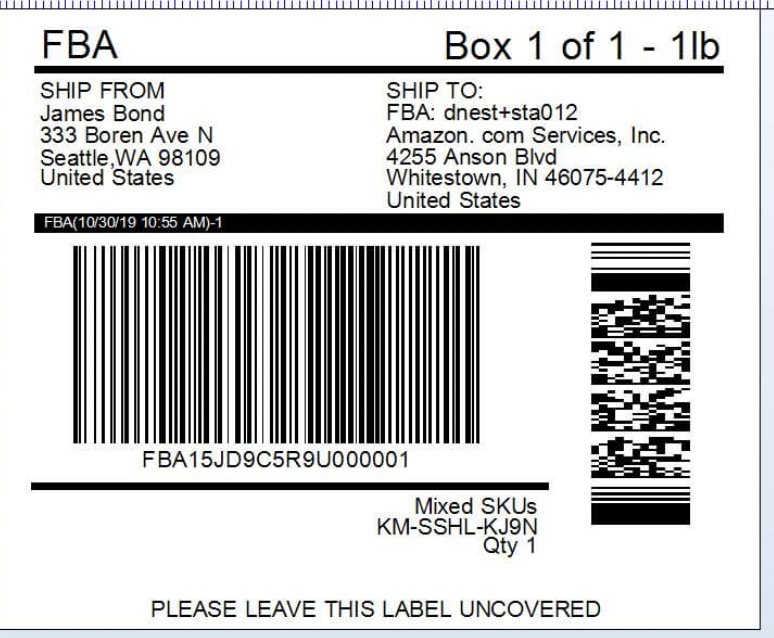 FBA
Box 1 of 1 - 1lb
SHIP FROM
James Bond
333 Boren Ave N
Seattle,WA 98109
United States
SHIP TO:
FBA: dnest+sta012
Amazon. com Services, Inc.
4255 Anson Blvd
Whitestown, IN 46075-4412
United States
FBA(10/30/19 10:55 AM)-1
FBA15JD9C5R9U000001
Mixed SKUs
KM-SSHL-KJ9N
Qty 1
PLEASE LEAVE THIS LABEL UNCOVERED